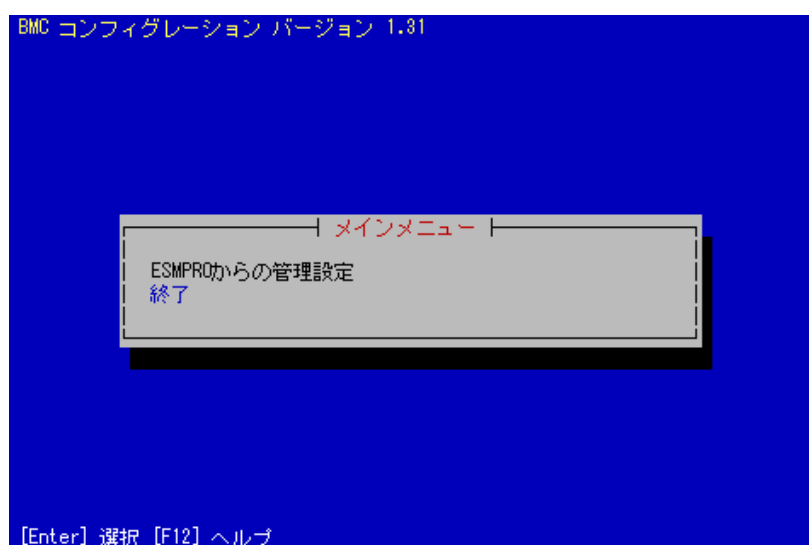 BMC コンフィグレーション バージョン 1.31
メインメニュー
ESMPROからの管理設定
終了
[Enter] 選択 [F12] ヘルプ